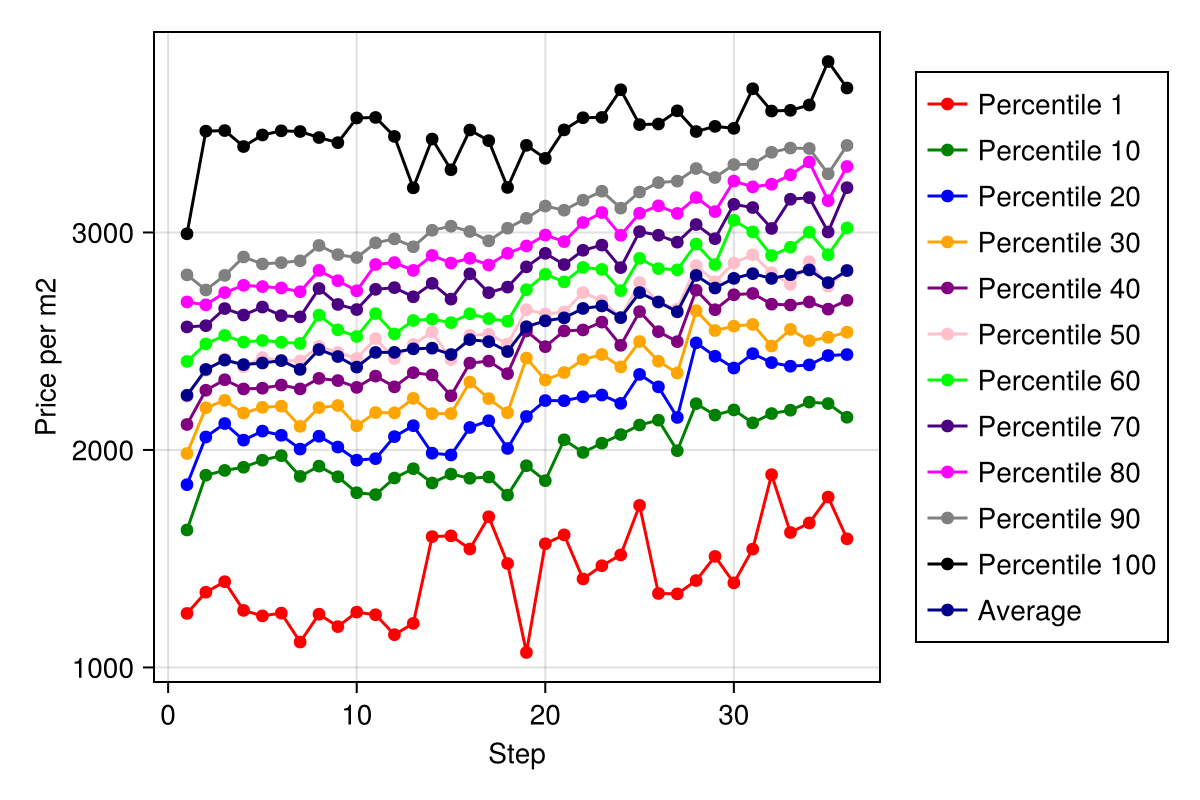 Price per m2
3000
2000
1000
0
10
20
30
Step
Percentile 1
Percentile 10
Percentile 20
Percentile 30
Percentile 40
Percentile 50
Percentile 60
Percentile 70
Percentile 80
Percentile 90
Percentile 100
Average